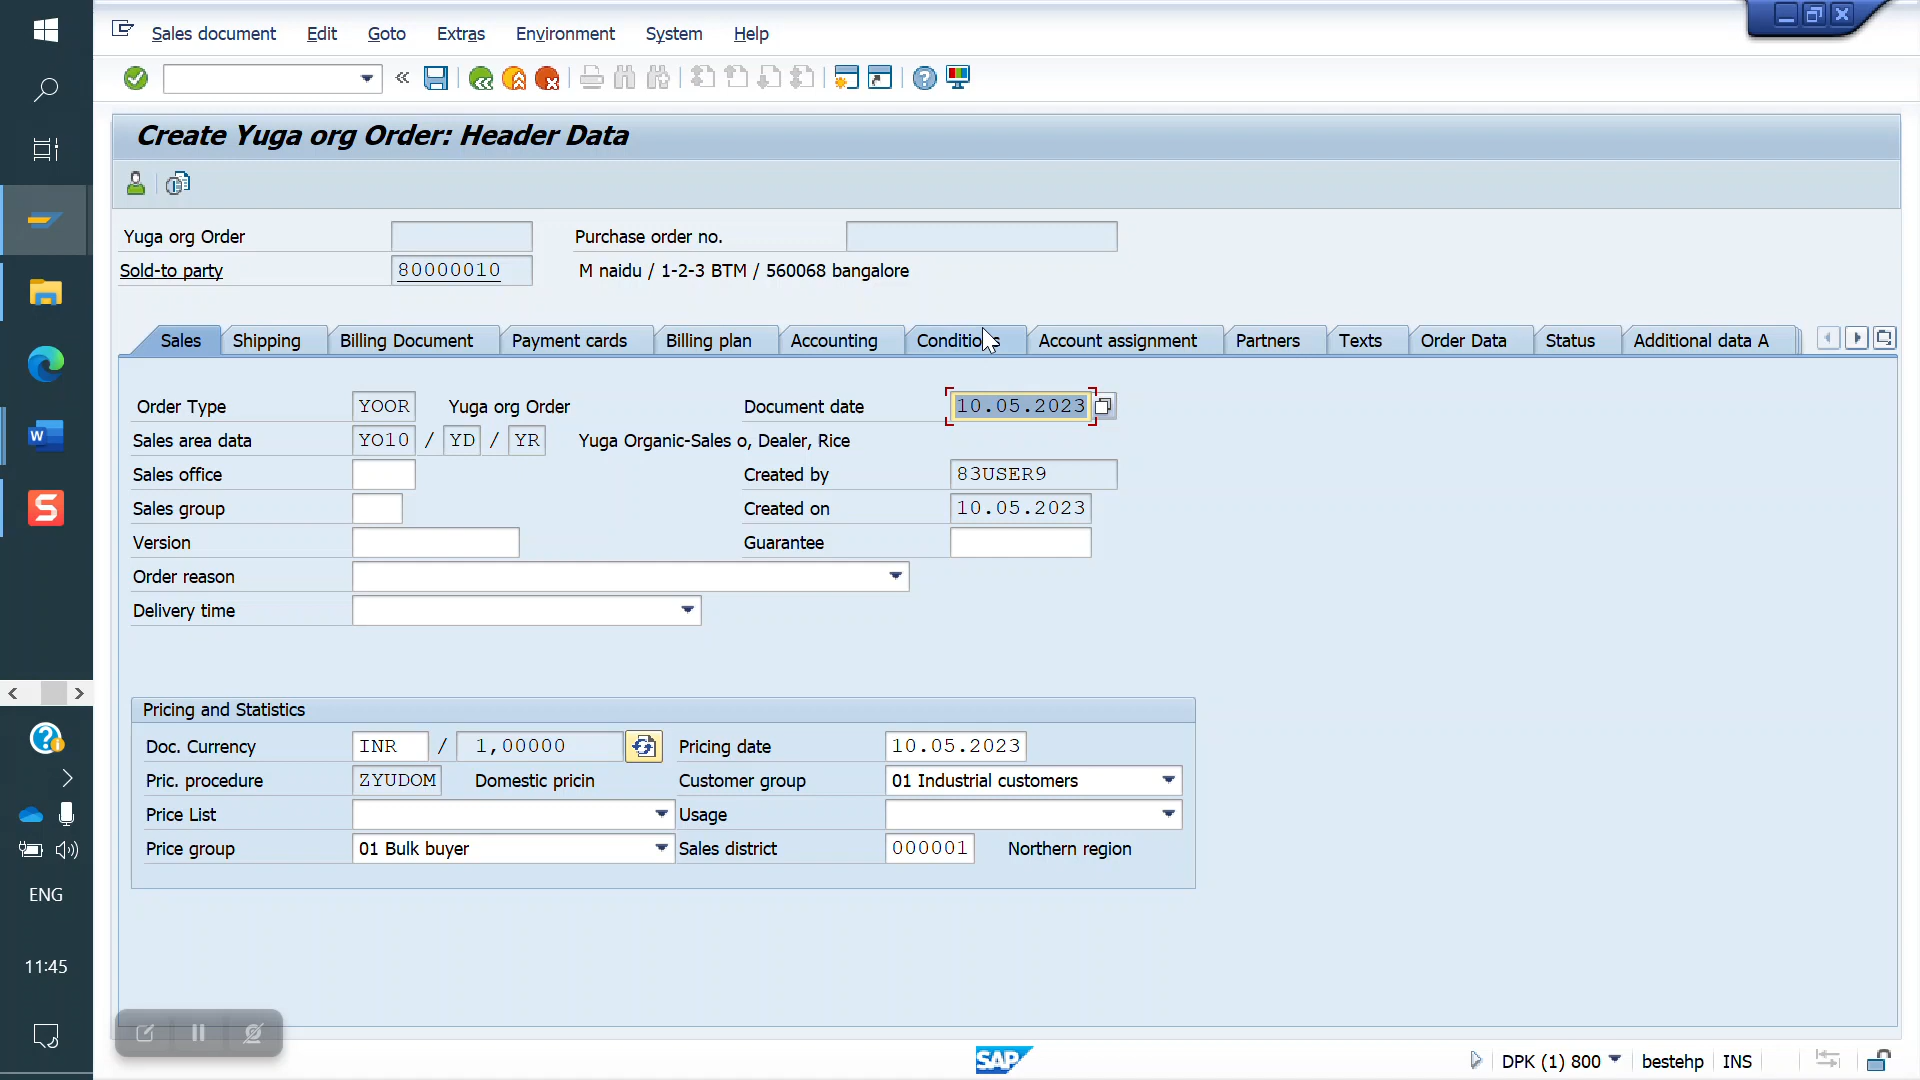 Sales document Edit Goto Extras Environment System Help
Create Yuga org Order: Header Data
Yuga org Order Purchase order no.
Sold-to party 80000010 M naidu / 1-2-3 BTM / 560068 bangalore
Sales Shipping Billing Document Payment cards Billing plan Accounting Conditions Account assignment Partners Texts Order Data Status Additional data A
Order Type YOOR Yuga org Order Document date 10.05.2023
Sales area data YO10 / YD / YR Yuga Organic-Sales o, Dealer, Rice
Sales office Created by 83USER9
Sales group Created on 10.05.2023
Version Guarantee
Order reason
Delivery time
Pricing and Statistics
Doc. Currency INR / 1,00000 Pricing date 10.05.2023
Pric. procedure ZYUDOM Domestic pricin Customer group 01 Industrial customers
Price List Usage
Price group 01 Bulk buyer Sales district 000001 Northern region
ENG
11:45
SAP DPK (1) 800 bestehp INS